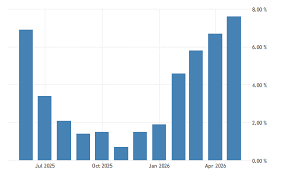 8.00 %
6.00 %
4.00 %
2.00 %
0.00 %
Jul 2025
Oct 2025
Jan 2026
Apr 2026